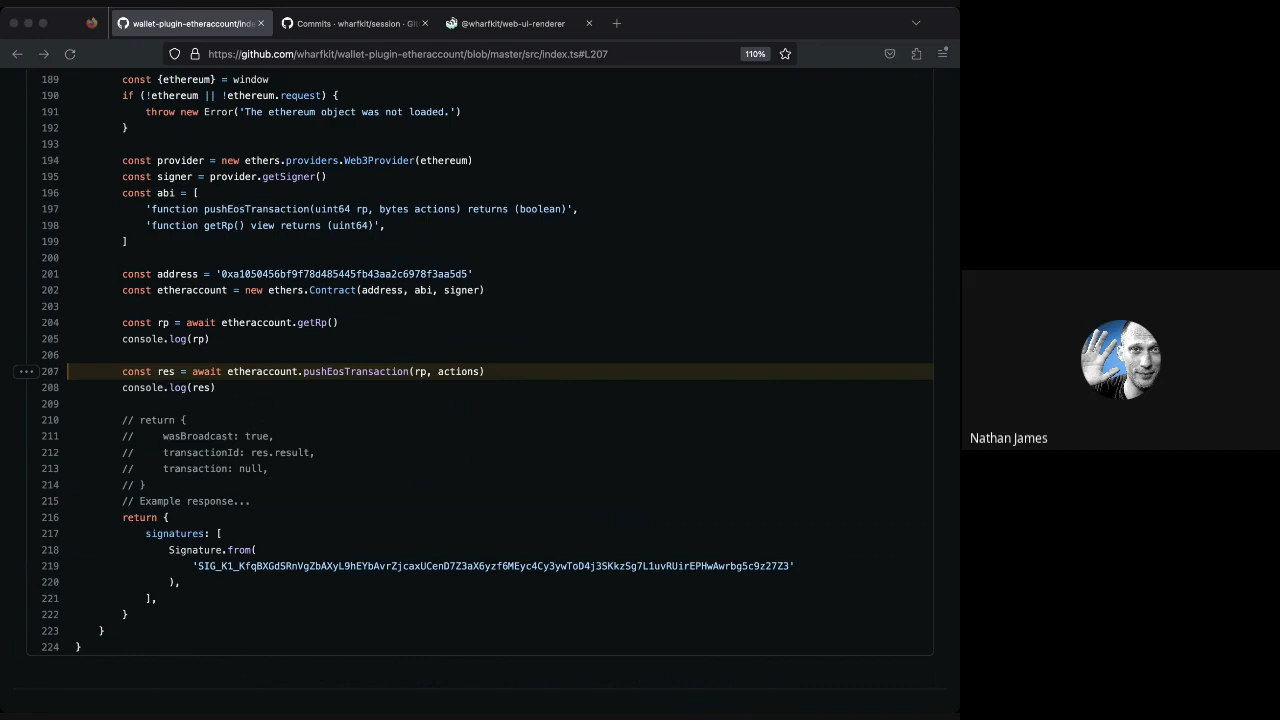 wallet-plugin-etheraccount/inde
Commits · wharfkit/session · Git
@wharfkit/web-ui-renderer
https://github.com/wharfkit/wallet-plugin-etheraccount/blob/master/src/index.ts#L207
110%
189 const {ethereum} = window
190 if (!ethereum || !ethereum.request) {
191 throw new Error('The ethereum object was not loaded.')
192 }
193
194 const provider = new ethers.providers.Web3Provider(ethereum)
195 const signer = provider.getSigner()
196 const abi = [
197 'function pushEosTransaction(uint64 rp, bytes actions) returns (boolean)',
198 'function getRp() view returns (uint64)',
199 ]
200
201 const address = '0xa1050456bf9f78d485445fb43aa2c6978f3aa5d5'
202 const etheraccount = new ethers.Contract(address, abi, signer)
203
204 const rp = await etheraccount.getRp()
205 console.log(rp)
206
207 const res = await etheraccount.pushEosTransaction(rp, actions)
208 console.log(res)
209
210 // return {
211 // wasBroadcast: true,
212 // transactionId: res.result,
213 // transaction: null,
214 // }
215 // Example response...
216 return {
217 signatures: [
218 Signature.from(
219 'SIG_K1_KfqBXGdSRnVgZbAXyL9hEYbAvrZjcaxUCenD7Z3aX6yzf6MEyc4Cy3ywToD4j3SKkzSg7L1uvRUirEPHwAwrbg5c9z27Z3'
220 ),
221 ],
222 }
223 }
224 }
Nathan James